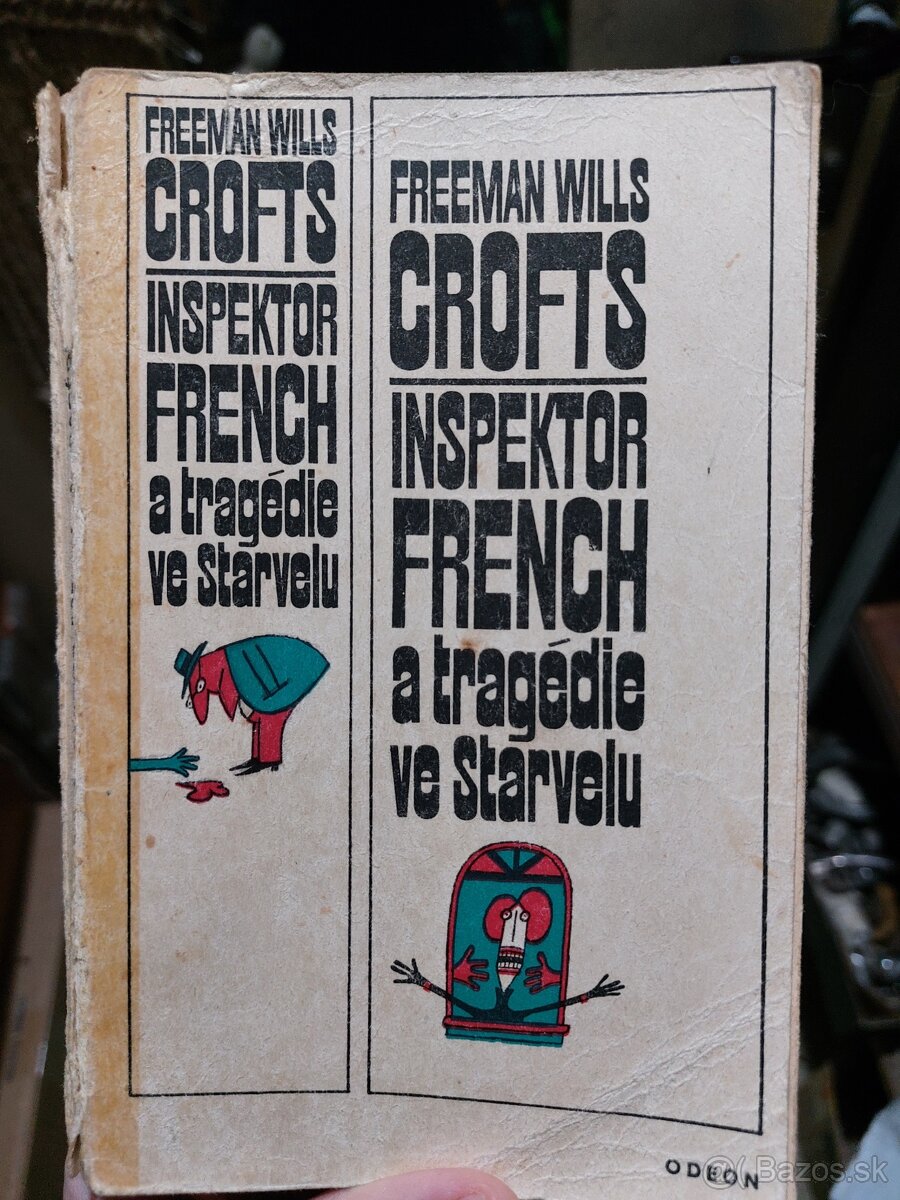 FREEMAN WILLS
CROFTS
INSPEKTOR
FRENCH
a tragédie
ve Starvelu
FREEMAN WILLS
CROFTS
INSPEKTOR
FRENCH
a tragédie
ve Starvelu
ODEON
Bazos.sk